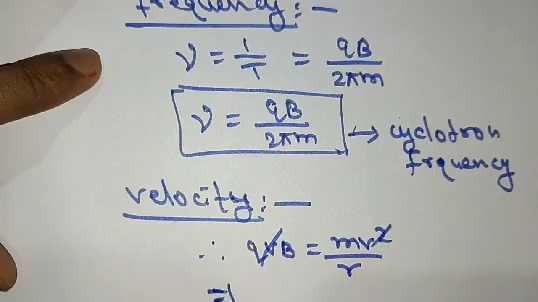 frequency:-
ν = 1/T = qB/2πm
ν = qB/2πm → cyclotron frequency
velocity:-
∴ qvB = mv²/r
⇒